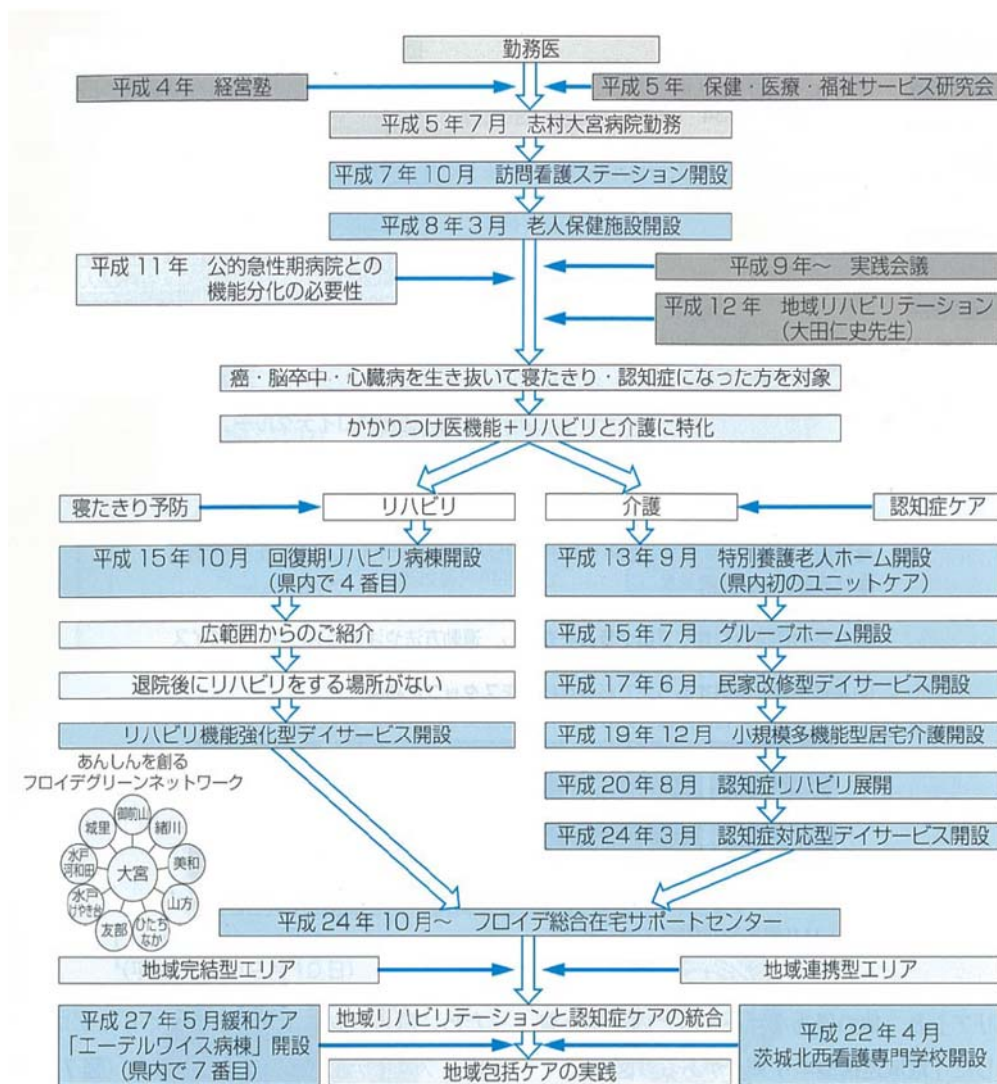 勤務医
平成4年　経営塾
平成5年　保健・医療・福祉サービス研究会
平成5年7月　志村大宮病院勤務
平成7年10月　訪問看護ステーション開設
平成8年3月　老人保健施設開設
平成11年　公的急性期病院との
機能分化の必要性
平成9年〜　実践会議
平成12年　地域リハビリテーション
(大田仁史先生)
癌・脳卒中・心臓病を生き抜いて寝たきり・認知症になった方を対象
かかりつけ医機能＋リハビリと介護に特化
寝たきり予防
リハビリ
介護
認知症ケア
平成15年10月　回復期リハビリ病棟開設
(県内で4番目)
広範囲からのご紹介
退院後にリハビリをする場所がない
リハビリ機能強化型デイサービス開設
平成13年9月　特別養護老人ホーム開設
(県内初のユニットケア)
平成15年7月　グループホーム開設
平成17年6月　民家改修型デイサービス開設
平成19年12月　小規模多機能型居宅介護開設
平成20年8月　認知症リハビリ展開
平成24年3月　認知症対応型デイサービス開設
あんしんを創る
フロイデグリーンネットワーク
御前山
城里
緒川
水戸
河和田
大宮
美和
水戸
けやき台
山方
友部
ひたち
なか
平成24年10月〜　フロイデ総合在宅サポートセンター
地域完結型エリア
地域連携型エリア
平成27年5月緩和ケア
「エーデルワイス病棟」開設
(県内で7番目)
地域リハビリテーションと認知症ケアの統合
平成22年4月
茨城北西看護専門学校開設
地域包括ケアの実践